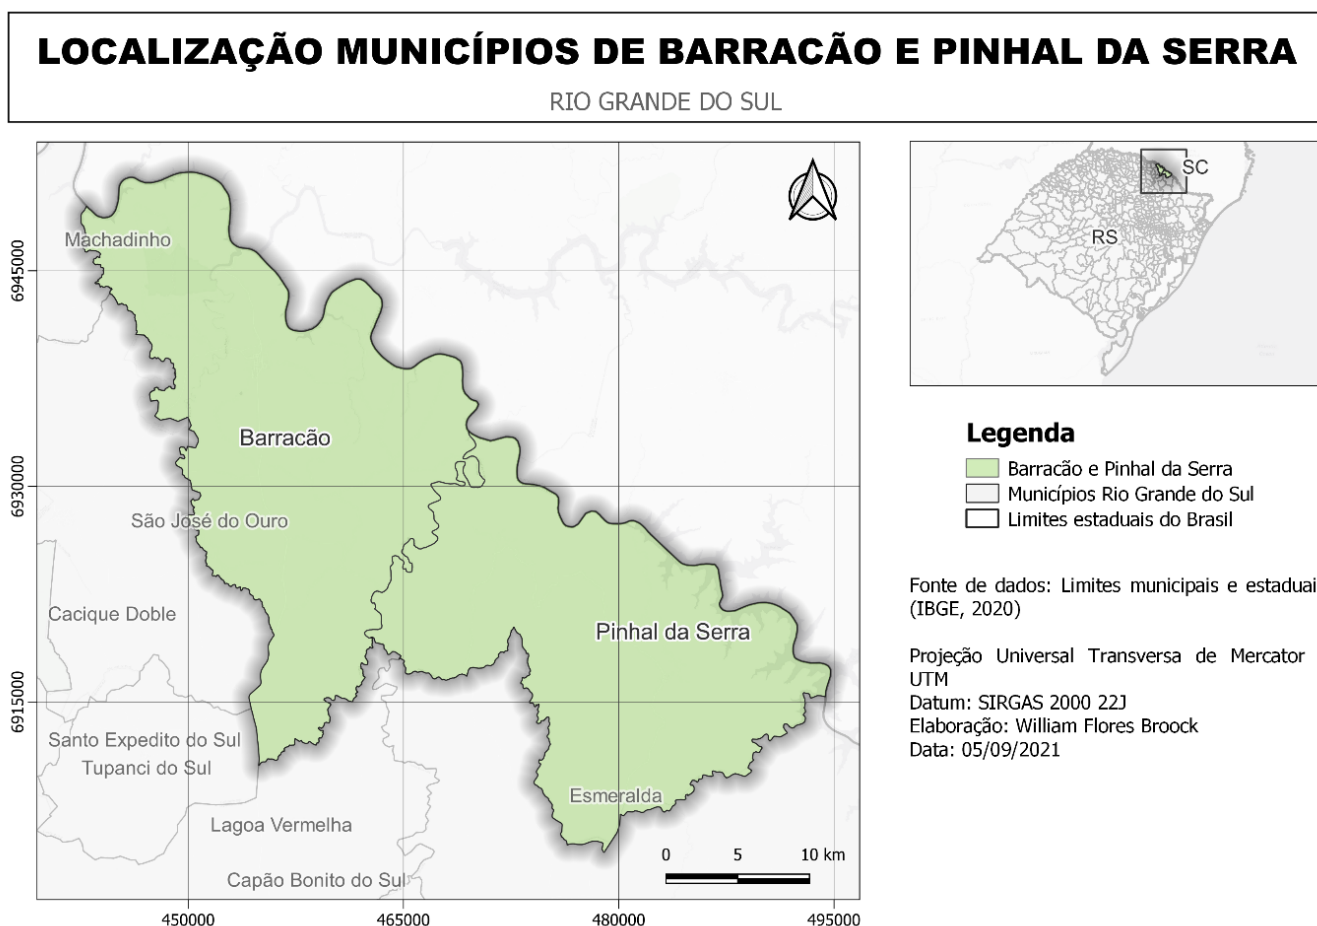 LOCALIZAÇÃO MUNICÍPIOS DE BARRACÃO E PINHAL DA SERRA
RIO GRANDE DO SUL
Machadinho
Barracão
São José do Ouro
Cacique Doble
Pinhal da Serra
Santo Expedito do Sul
Tupanci do Sul
Esmeralda
Lagoa Vermelha
Capão Bonito do Sul
0 5 10 km
6945000
6930000
6915000
450000 465000 480000 495000
SC
RS
Legenda
Barracão e Pinhal da Serra
Municípios Rio Grande do Sul
Limites estaduais do Brasil
Fonte de dados: Limites municipais e estaduai
(IBGE, 2020)
Projeção Universal Transversa de Mercator
UTM
Datum: SIRGAS 2000 22J
Elaboração: William Flores Broock
Data: 05/09/2021